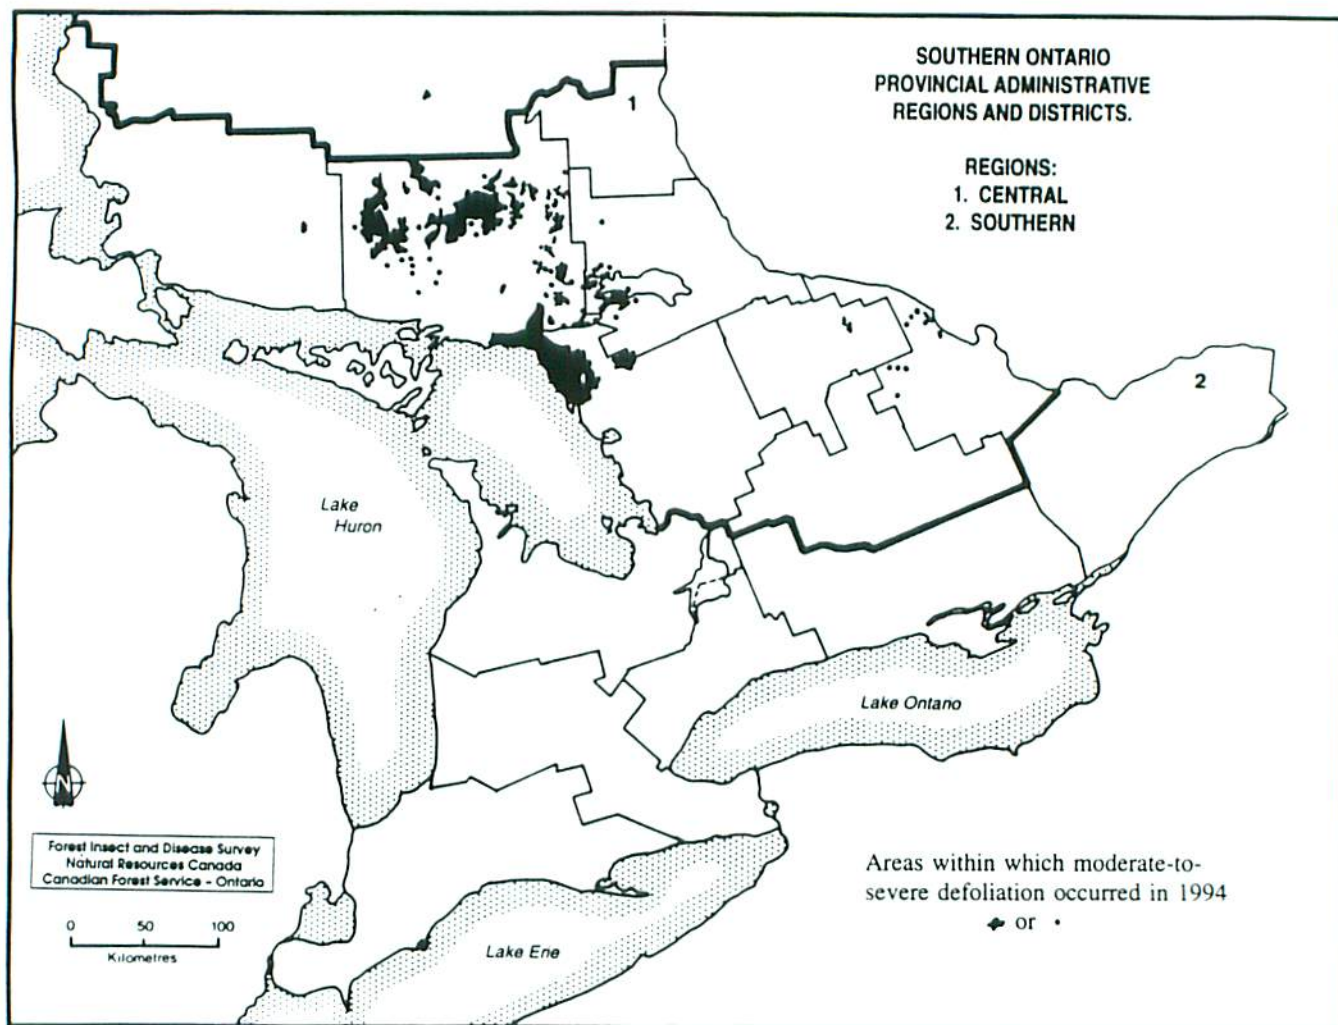 SOUTHERN ONTARIO
PROVINCIAL ADMINISTRATIVE
REGIONS AND DISTRICTS.
REGIONS:
1. CENTRAL
2. SOUTHERN
1
2
Lake
Huron
Lake Ontario
Lake Erie
N
Forest Insect and Disease Survey
Natural Resources Canada
Canadian Forest Service - Ontario
0 50 100
Kilometres
Areas within which moderate-to-
severe defoliation occurred in 1994
or